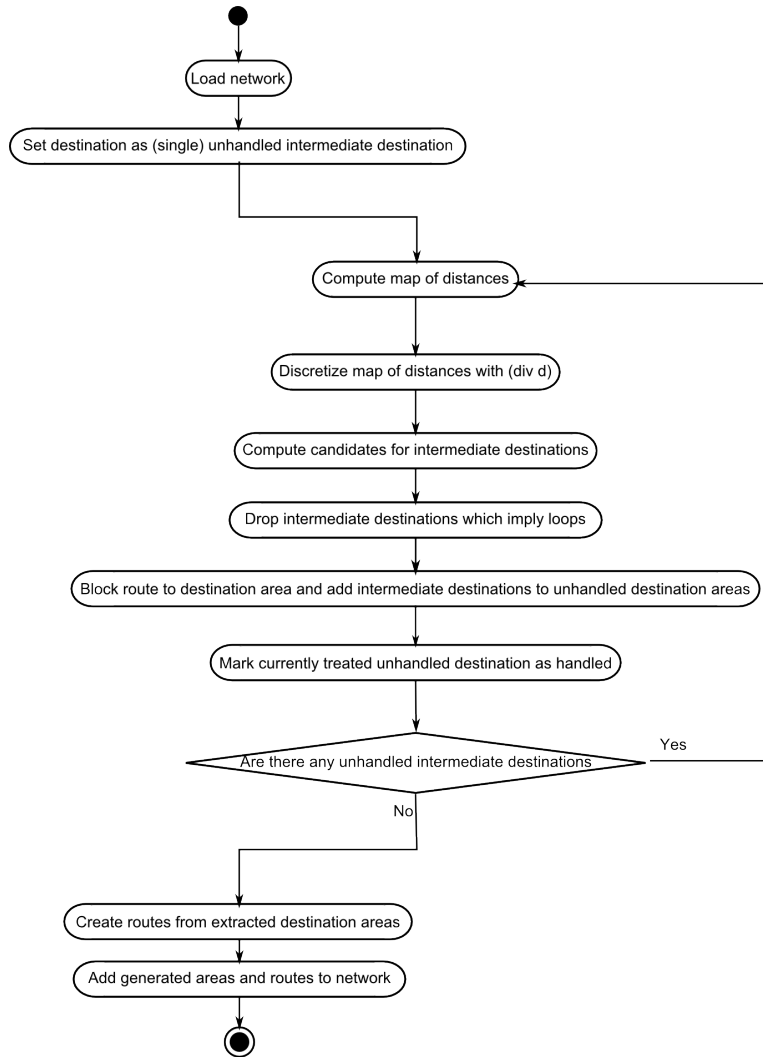 Load network
Set destination as (single) unhandled intermediate destination
Compute map of distances
Discretize map of distances with (div d)
Compute candidates for intermediate destinations
Drop intermediate destinations which imply loops
Block route to destination area and add intermediate destinations to unhandled destination areas
Mark currently treated unhandled destination as handled
Yes
Are there any unhandled intermediate destinations
No
Create routes from extracted destination areas
Add generated areas and routes to network